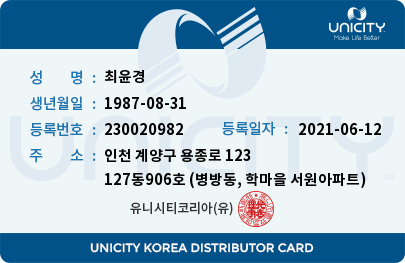 UNICITY
Make Life Better
성 명 : 최윤경
생년월일 : 1987-08-31
등록번호 : 230020982 등록일자 : 2021-06-12
주 소 : 인천 계양구 용종로 123
127동906호 (병방동, 학마을 서원아파트)
UNICITY
유니시티코리아(유)
UNICITY KOREA DISTRIBUTOR CARD